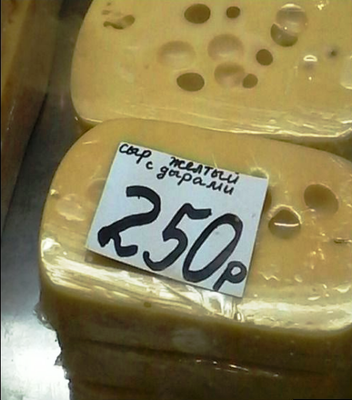 сыр желтый
с дырами
250р